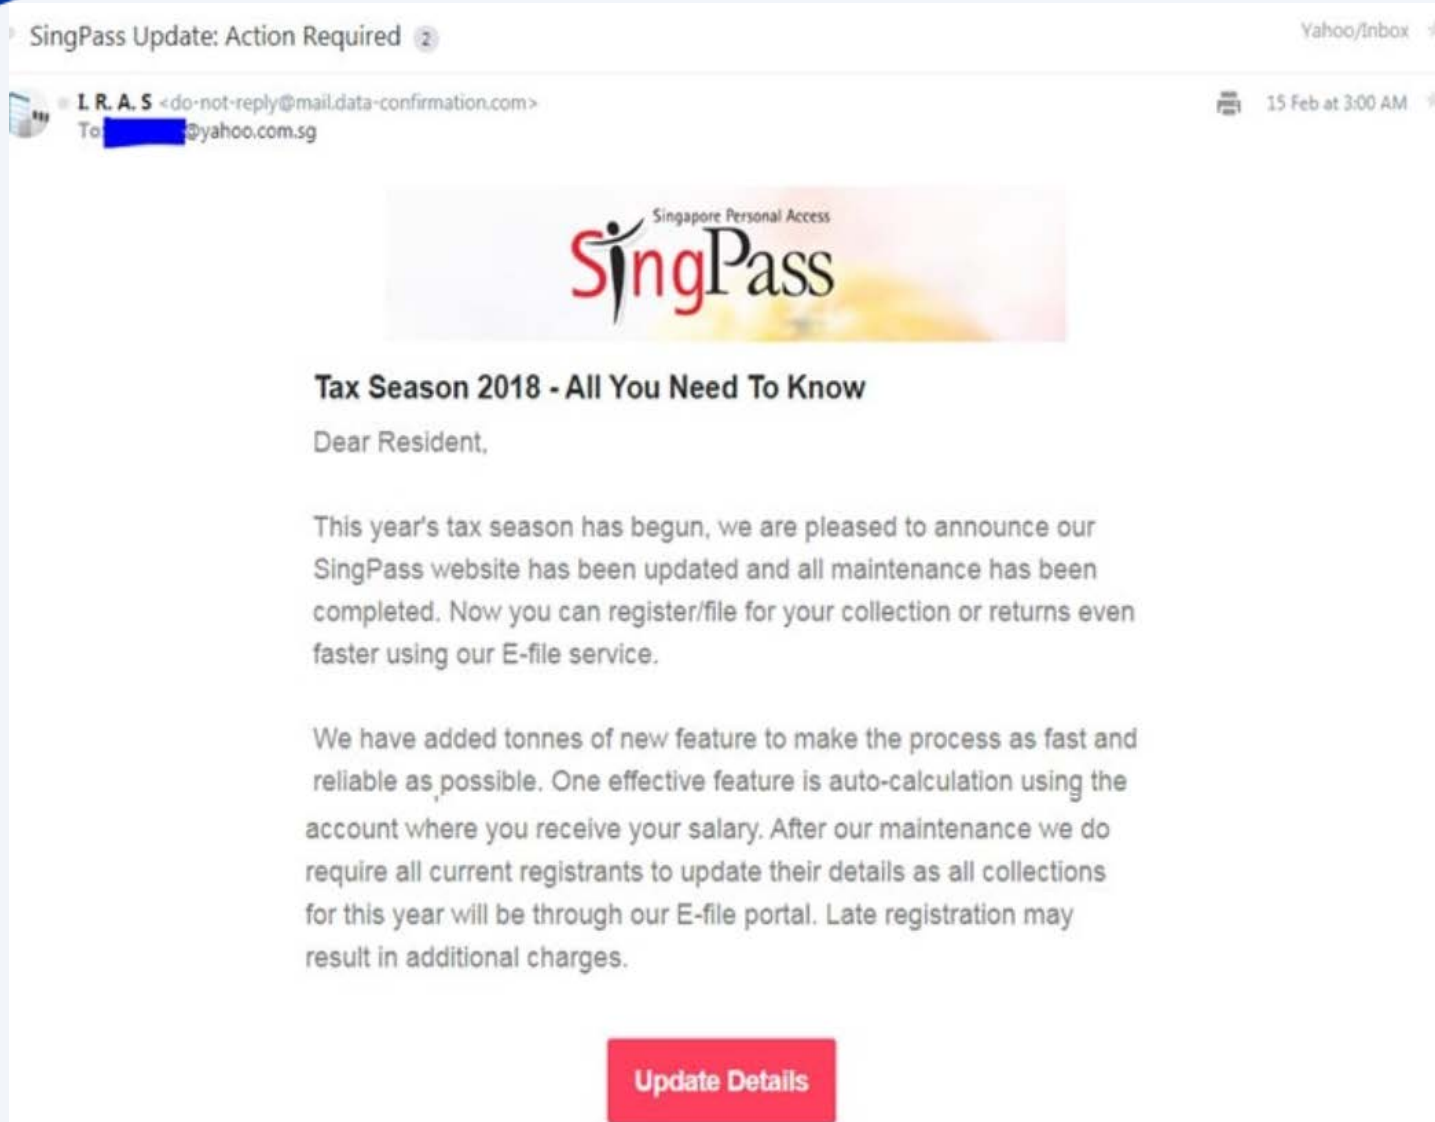 SingPass Update: Action Required 2
Yahoo/Inbox
I. R. A. S <do-not-reply@mail.data-confirmation.com>
15 Feb at 3:00 AM
To: @yahoo.com.sg
Singapore Personal Access
SingPass
Tax Season 2018 - All You Need To Know
Dear Resident,
This year's tax season has begun, we are pleased to announce our
SingPass website has been updated and all maintenance has been
completed. Now you can register/file for your collection or returns even
faster using our E-file service.
We have added tonnes of new feature to make the process as fast and
reliable as possible. One effective feature is auto-calculation using the
account where you receive your salary. After our maintenance we do
require all current registrants to update their details as all collections
for this year will be through our E-file portal. Late registration may
result in additional charges.
Update Details